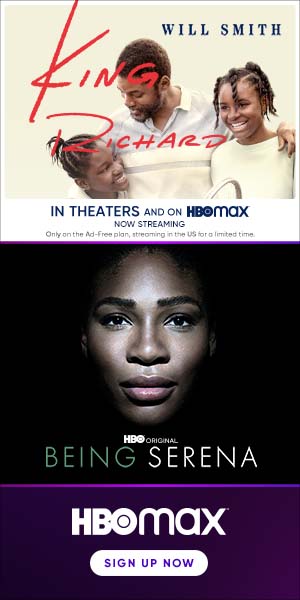 WILL SMITH
KING
RICHARD
IN THEATERS AND ON HBOMAX
NOW STREAMING
Only on the Ad-Free plan, streaming in the US for a limited time.
HBO ORIGINAL
BEING SERENA
HBOMAX
SIGN UP NOW